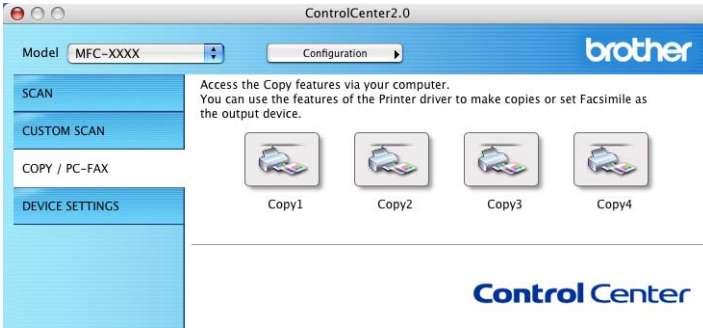 ControlCenter2.0
Model MFC-XXXX Configuration brother
SCAN
CUSTOM SCAN
COPY / PC-FAX
DEVICE SETTINGS
Access the Copy features via your computer.
You can use the features of the Printer driver to make copies or set Facsimile as
the output device.
Copy1 Copy2 Copy3 Copy4
Control Center